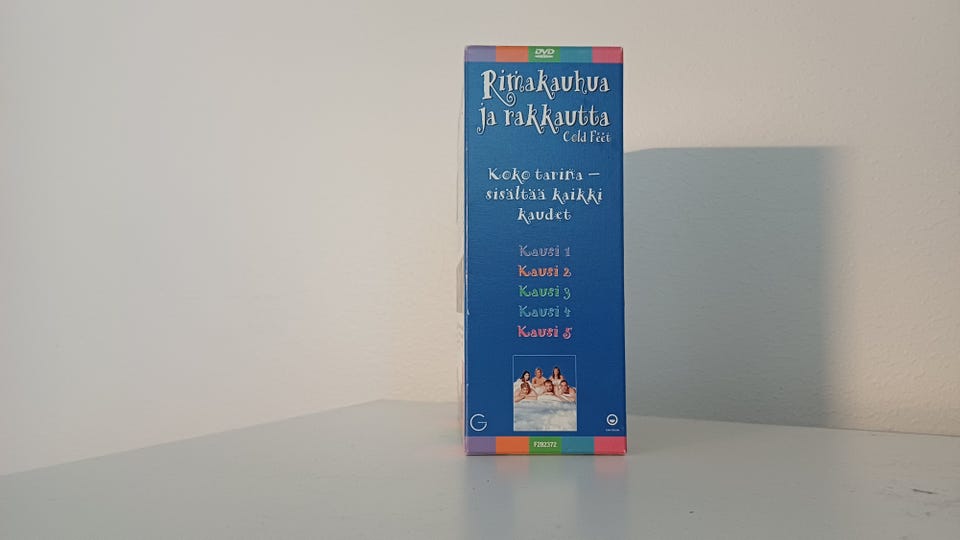 DVD
Rimakauhua
ja rakkautta
Cold Feet
Koko tarina –
sisältää kaikki
kaudet
Kausi 1
Kausi 2
Kausi 3
Kausi 4
Kausi 5
G
F282372